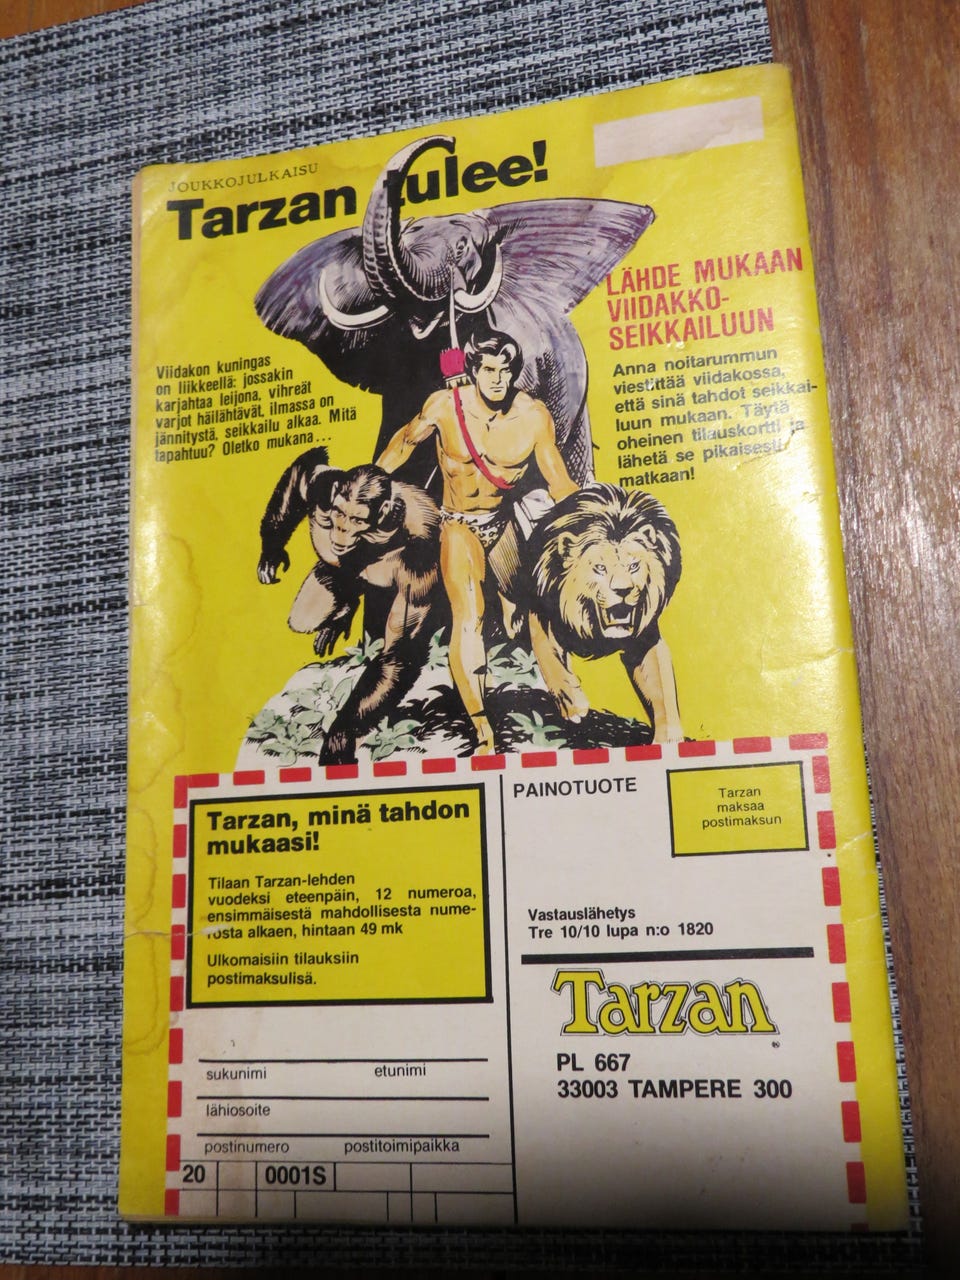 JOUKKOJULKAISU
Tarzan tulee!
LÄHDE MUKAAN
VIIDAKKO-
SEIKKAILUUN
Anna noitarummun
viestittää viidakossa,
että sinä tahdot seikkai-
luun mukaan. Täytä
oheinen tilauskortti ja
lähetä se pikaisesti
matkaan!
Viidakon kuningas
on liikkeellä: jossakin
karjahtaa leijona, vihreät
varjot häilähtävät, ilmassa on
jännitystä, seikkailu alkaa. Mitä
tapahtuu? Oletko mukana...
Tarzan, minä tahdon
mukaasi!
Tilaan Tarzan-lehden
vuodeksi eteenpäin, 12 numeroa,
ensimmäisestä mahdollisesta nume-
rosta alkaen, hintaan 49 mk
Ulkomaisiin tilauksiin
postimaksulisä.
sukunimi etunimi
lähiosoite
postinumero postitoimipaikka
20 0001S
PAINOTUOTE
Tarzan
maksaa
postimaksun
Vastauslähetys
Tre 10/10 lupa n:o 1820
Tarzan®
PL 667
33003 TAMPERE 300